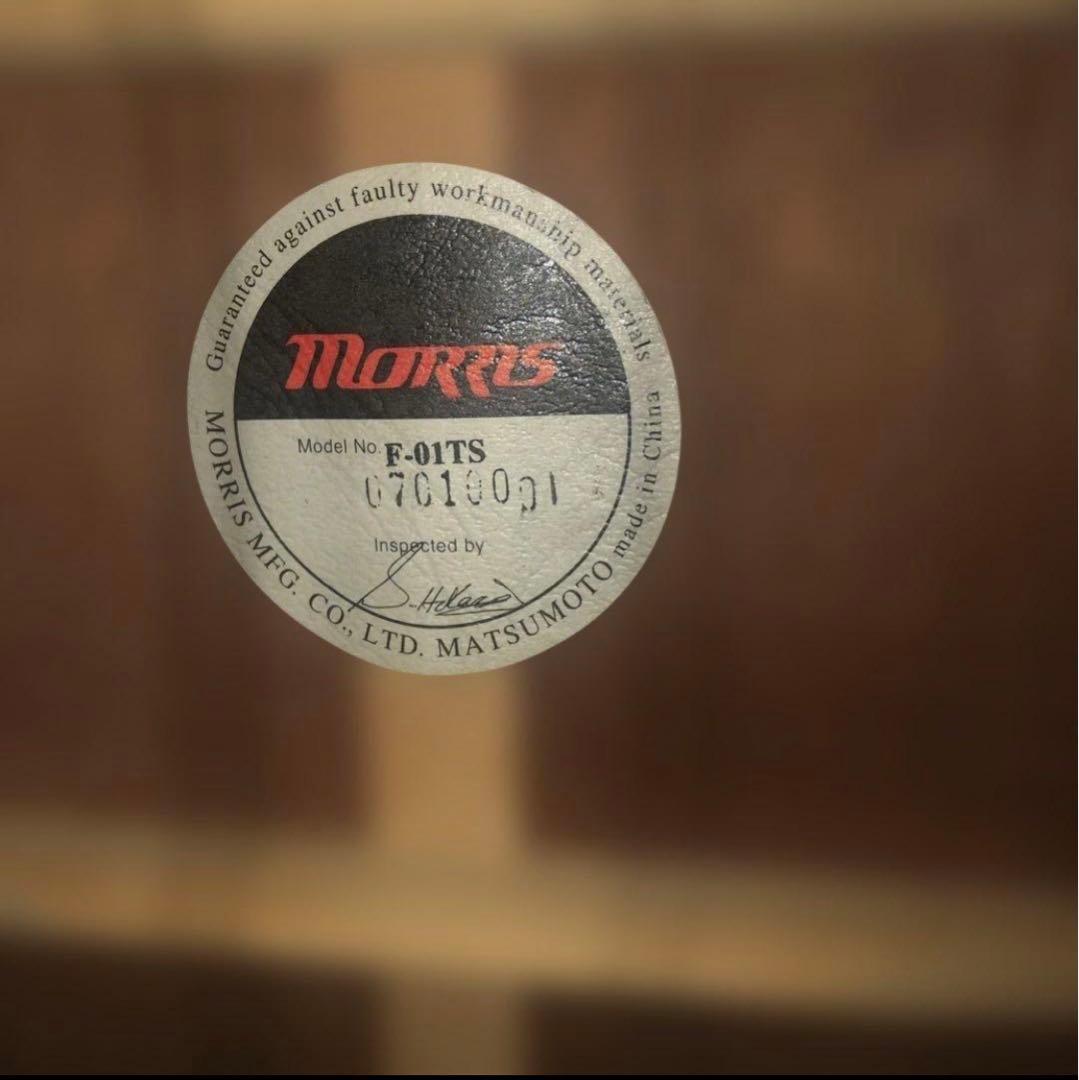 Guaranteed against faulty workmanship materials
MORRIS
Model No. F-01TS
Inspected by
MORRIS MFG. CO., LTD. MATSUMOTO made in China